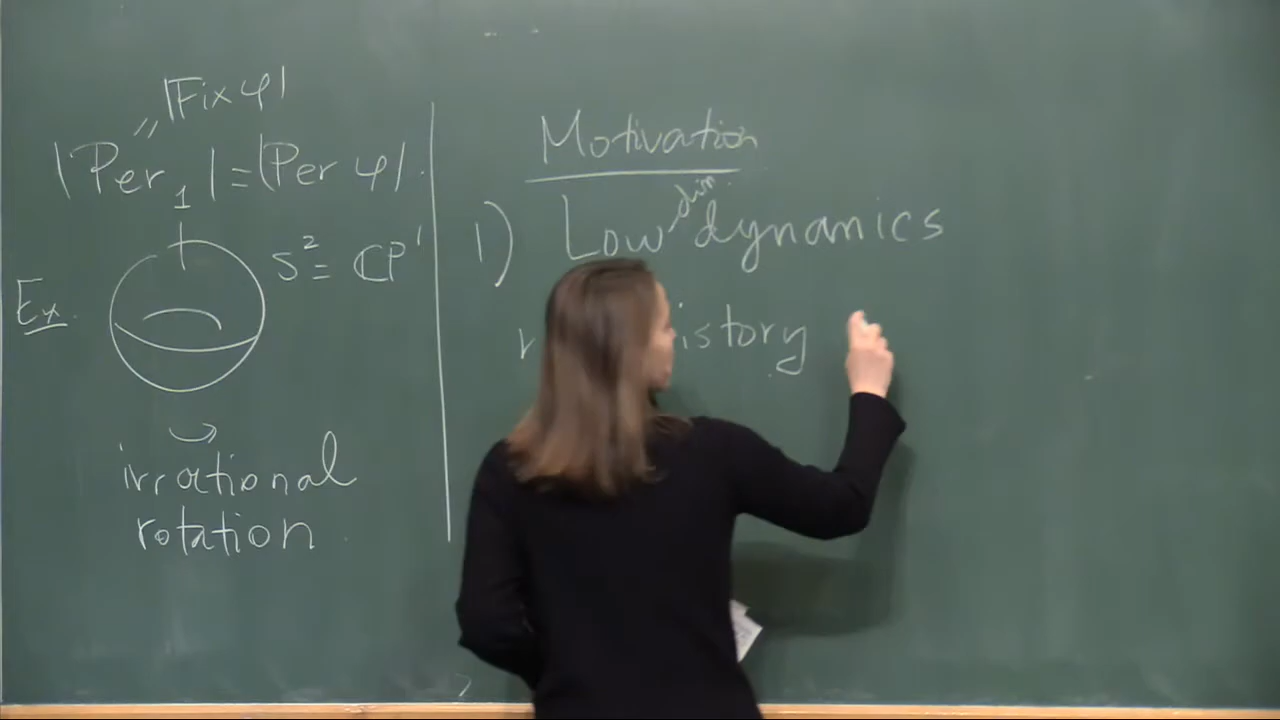 |Fix φ|
"
|Per₁| = |Per φ|.
Ex.
S² = ℂP¹
irrational
rotation
Motivation
1) Low dim dynamics
istory